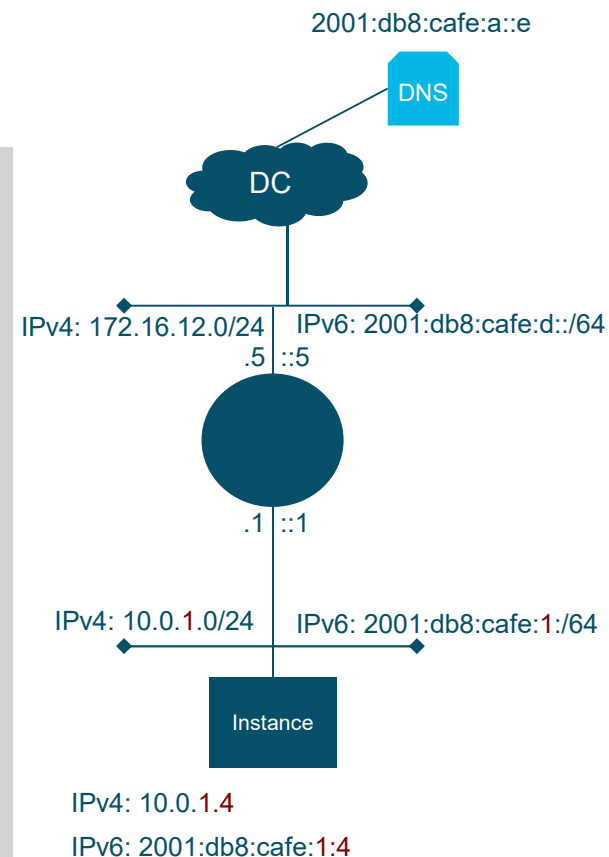 2001:db8:cafe:a::e
DNS
DC
IPv4: 172.16.12.0/24 IPv6: 2001:db8:cafe:d::/64
.5 ::5
.1 ::1
IPv4: 10.0.1.0/24 IPv6: 2001:db8:cafe:1:/64
Instance
IPv4: 10.0.1.4
IPv6: 2001:db8:cafe:1:4